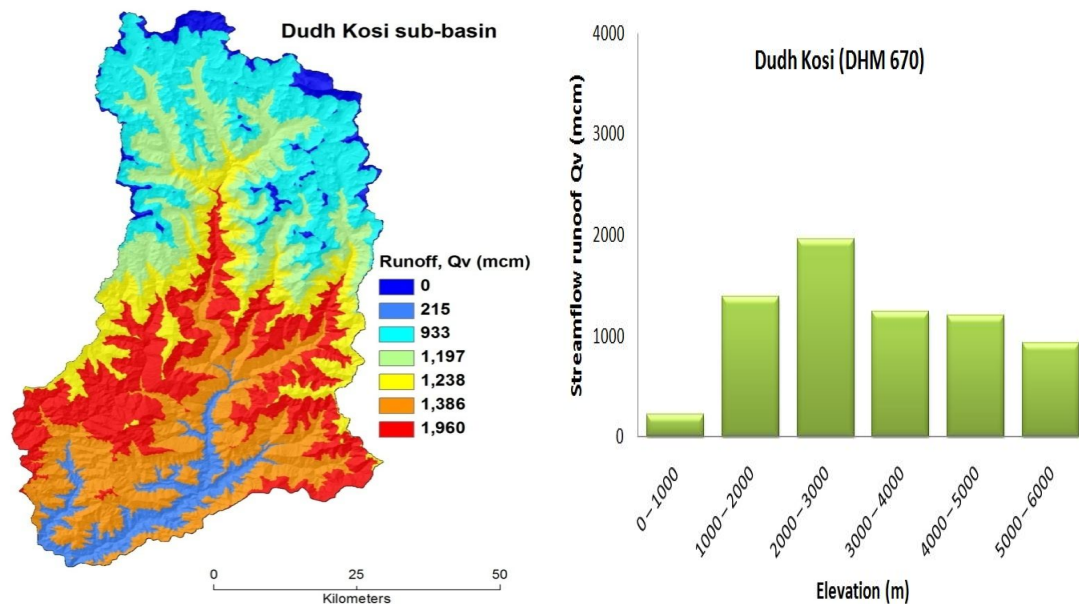 Dudh Kosi sub-basin
Runoff, Qv (mcm)
0
215
933
1,197
1,238
1,386
1,960
0 25 50
Kilometers
Dudh Kosi (DHM 670)
Streamflow runoof Qv (mcm)
4000
3000
2000
1000
0
0 – 1000
1000 – 2000
2000 – 3000
3000 – 4000
4000 – 5000
5000 – 6000
Elevation (m)